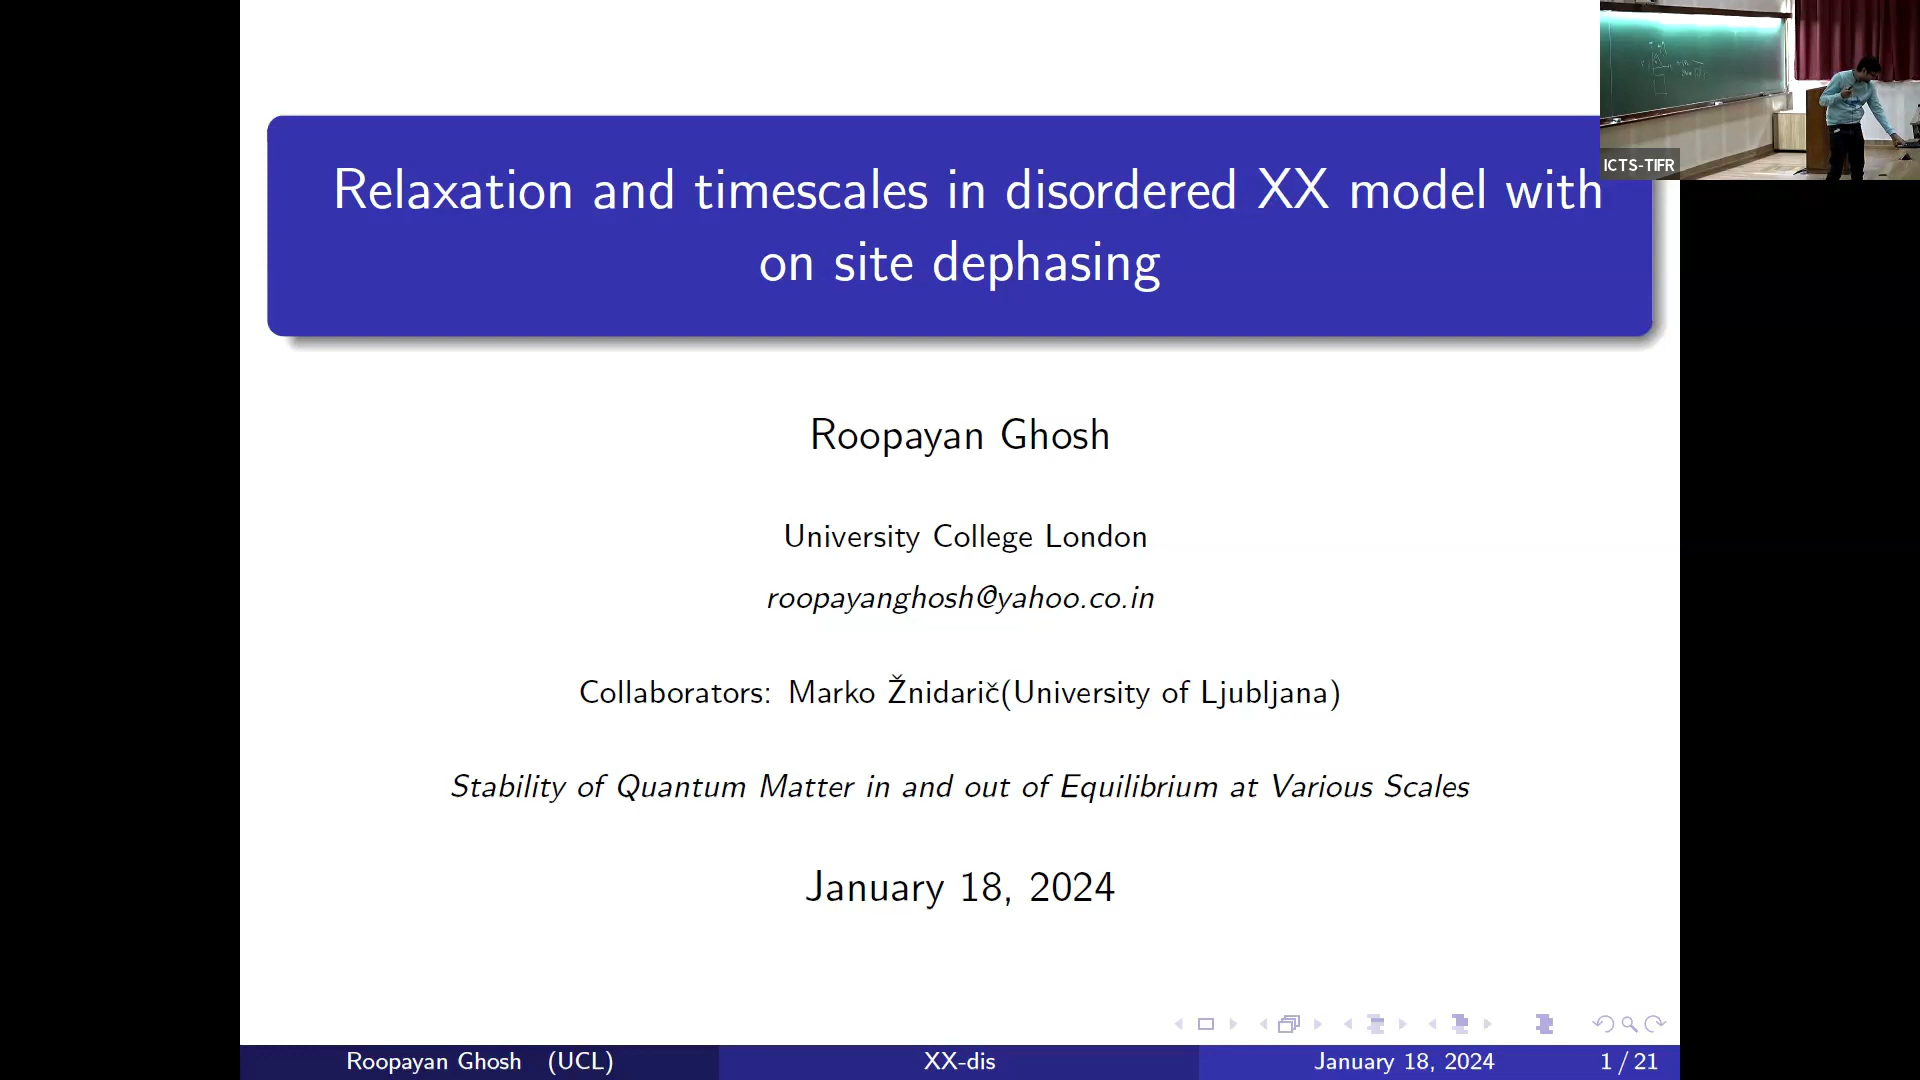 Relaxation and timescales in disordered XX model with
on site dephasing
ICTS-TIFR
Roopayan Ghosh
University College London
roopayanghosh@yahoo.co.in
Collaborators: Marko Žnidarič(University of Ljubljana)
Stability of Quantum Matter in and out of Equilibrium at Various Scales
January 18, 2024
Roopayan Ghosh (UCL)
XX-dis
January 18, 2024
1 / 21